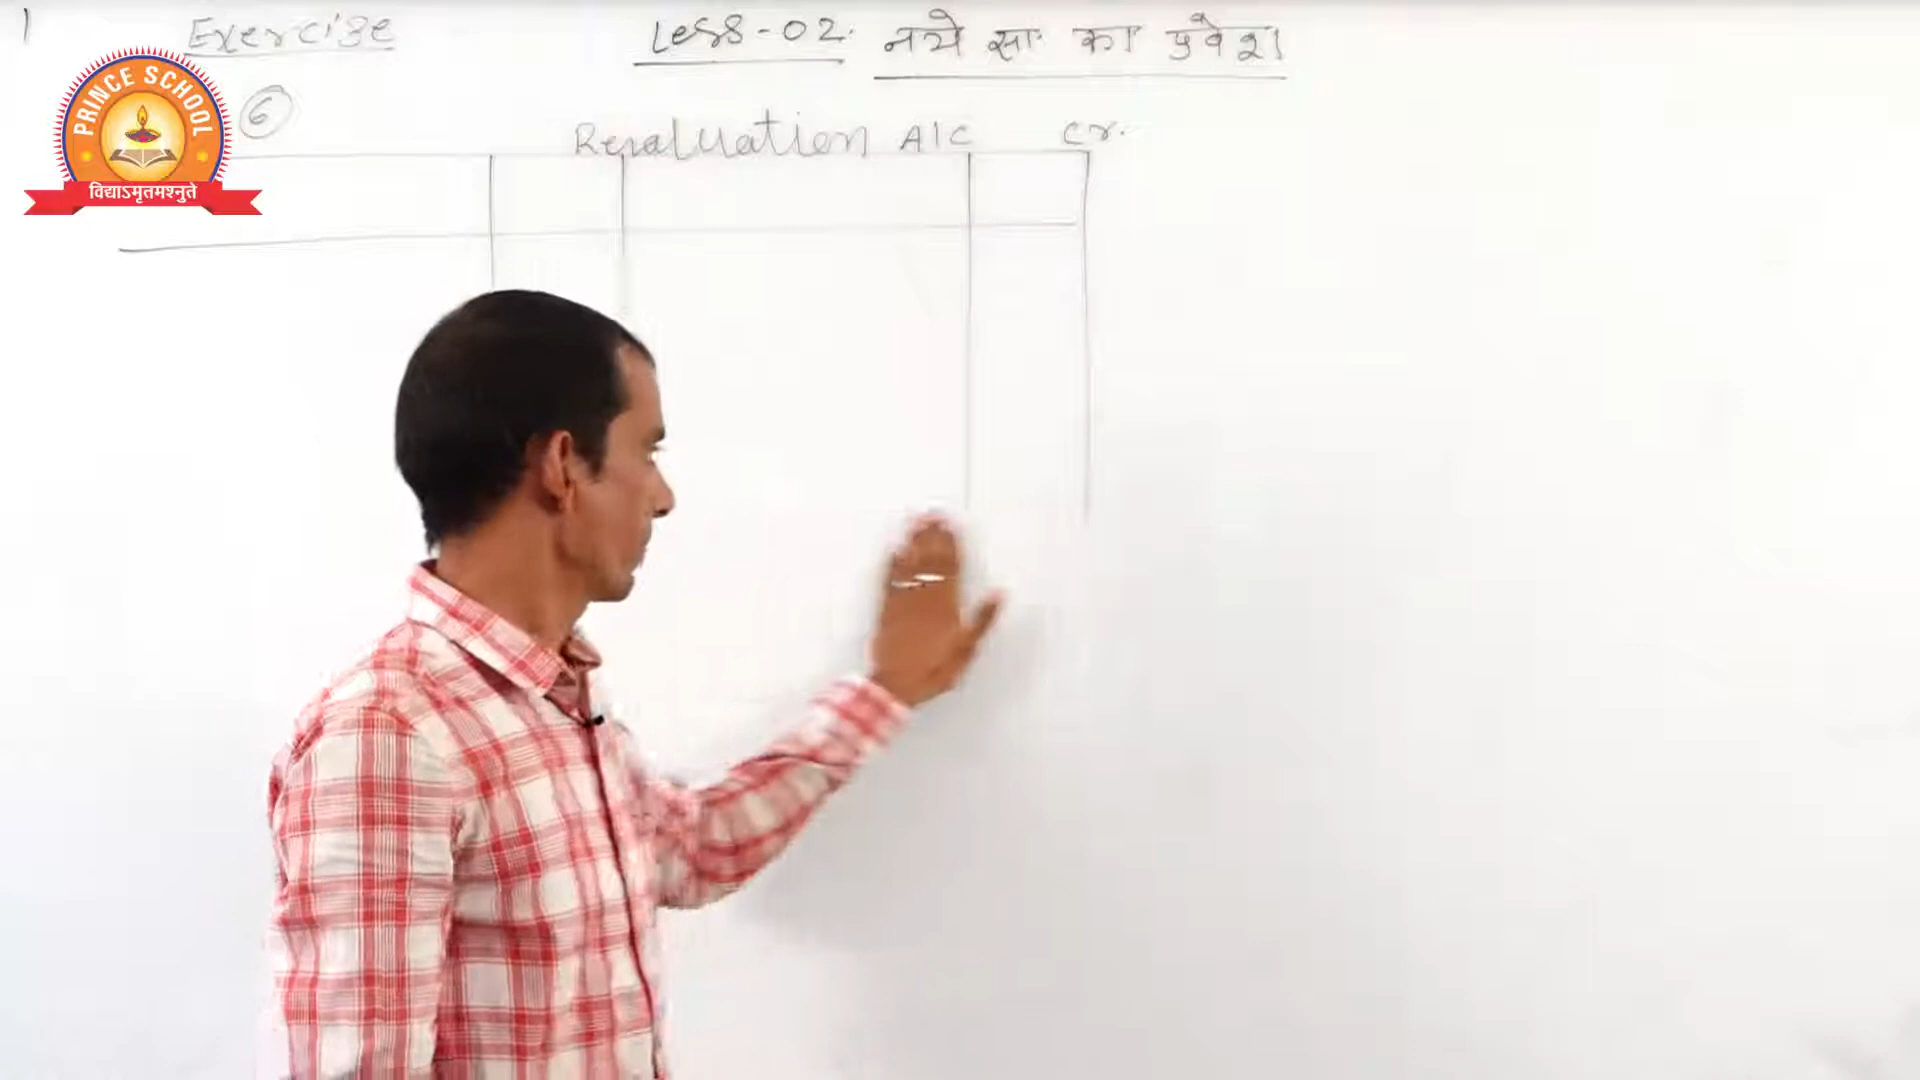 Exercise Less-02. नये सा. का प्रवेश
6
Revaluation A/C Cr.
PRINCE SCHOOL
विद्याऽमृतमश्नुते